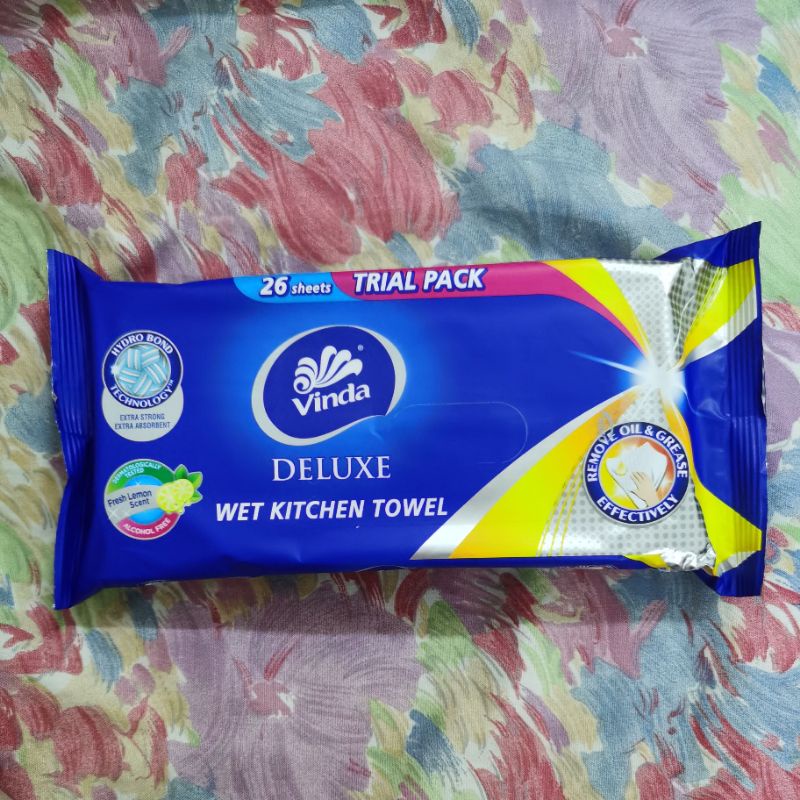 26 sheets TRIAL PACK
HYDRO BOND
TECHNOLOGY™
EXTRA STRONG
EXTRA ABSORBENT
Vinda®
DELUXE
WET KITCHEN TOWEL
DERMATOLOGICALLY
TESTED
Fresh Lemon
Scent
ALCOHOL FREE
REMOVE OIL & GREASE
EFFECTIVELY